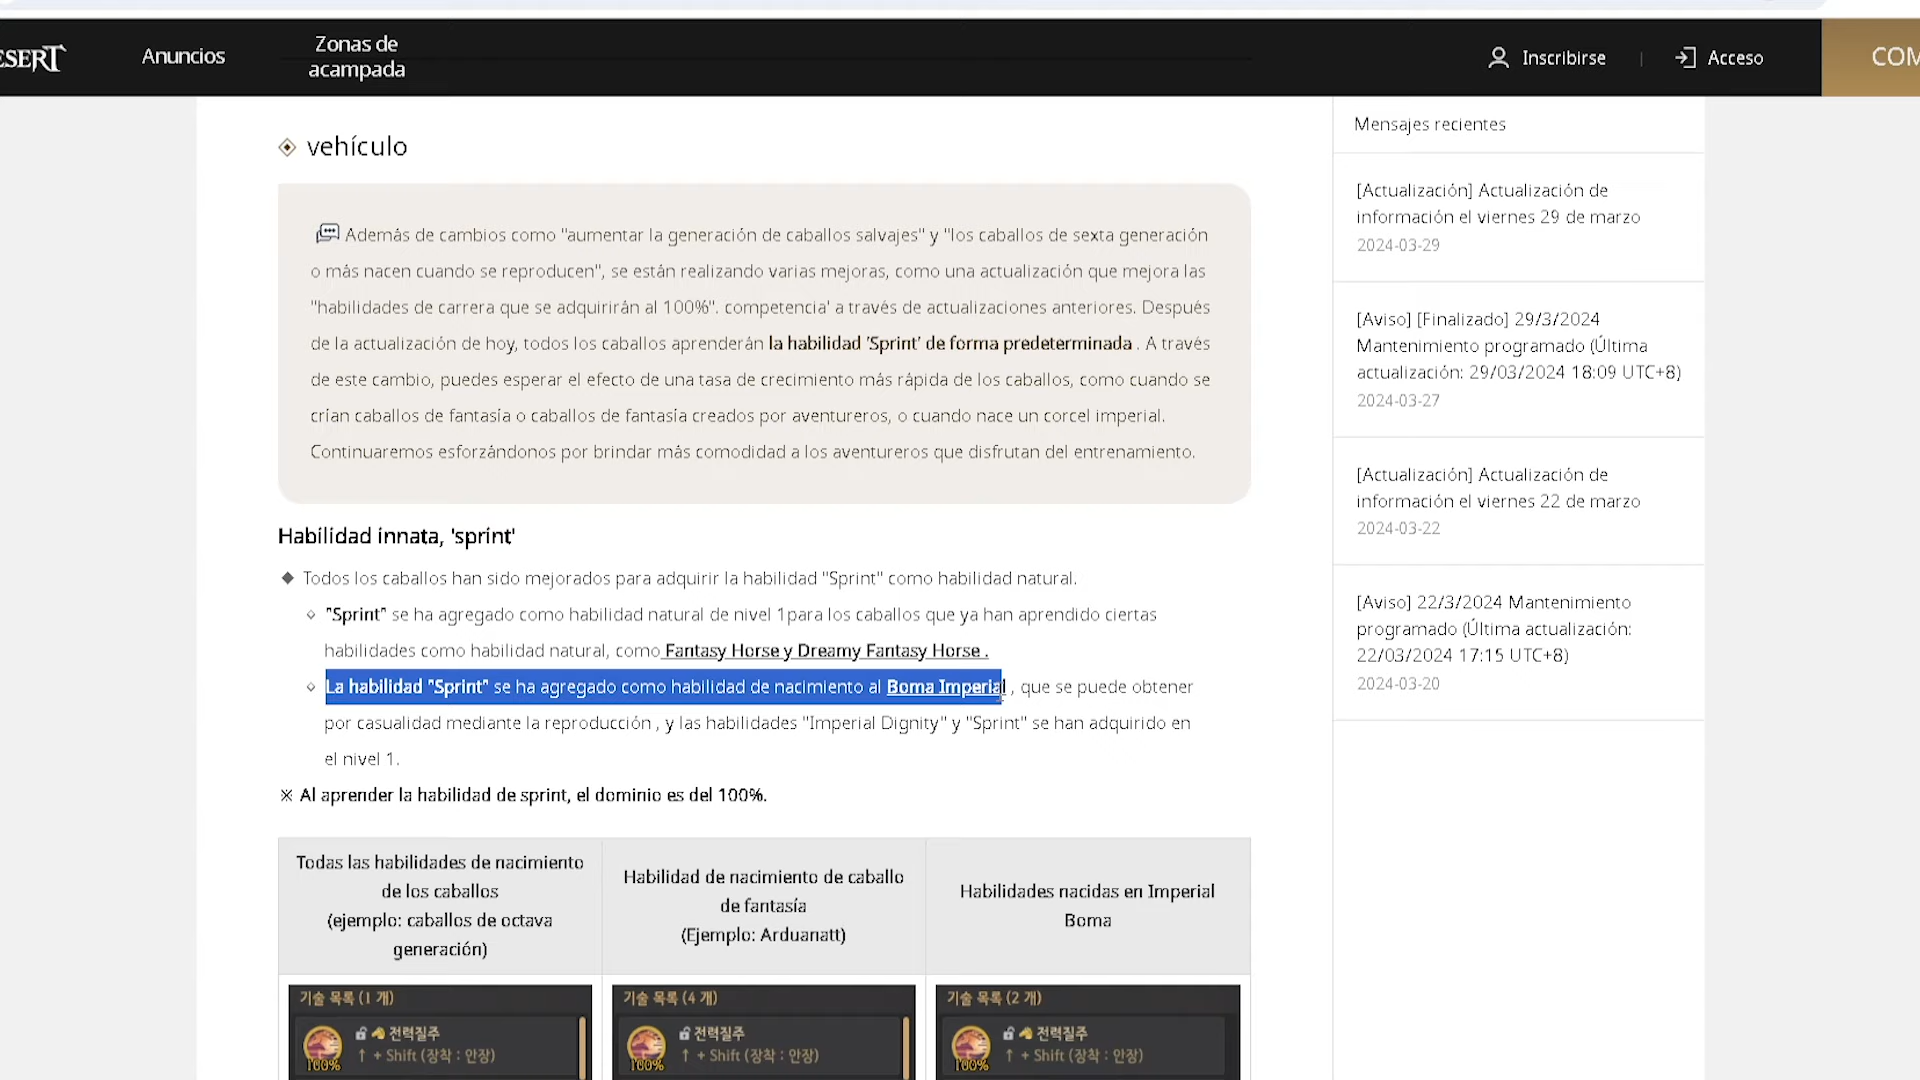 ESERT
Anuncios
Zonas de
acampada
Inscribirse
Acceso
COM
vehículo
Además de cambios como "aumentar la generación de caballos salvajes" y "los caballos de sexta generación
o más nacen cuando se reproducen", se están realizando varias mejoras, como una actualización que mejora las
"habilidades de carrera que se adquirirán al 100%". competencia' a través de actualizaciones anteriores. Después
de la actualización de hoy, todos los caballos aprenderán la habilidad 'Sprint' de forma predeterminada . A través
de este cambio, puedes esperar el efecto de una tasa de crecimiento más rápida de los caballos, como cuando se
crían caballos de fantasía o caballos de fantasía creados por aventureros, o cuando nace un corcel imperial.
Continuaremos esforzándonos por brindar más comodidad a los aventureros que disfrutan del entrenamiento.
Habilidad innata, 'sprint'
◆ Todos los caballos han sido mejorados para adquirir la habilidad "Sprint" como habilidad natural.
◇ "Sprint" se ha agregado como habilidad natural de nivel 1para los caballos que ya han aprendido ciertas
habilidades como habilidad natural, como Fantasy Horse y Dreamy Fantasy Horse .
◇ La habilidad "Sprint" se ha agregado como habilidad de nacimiento al Boma Imperial , que se puede obtener
por casualidad mediante la reproducción , y las habilidades "Imperial Dignity" y "Sprint" se han adquirido en
el nivel 1.
※ Al aprender la habilidad de sprint, el dominio es del 100%.
Todas las habilidades de nacimiento
de los caballos
(ejemplo: caballos de octava
generación)
Habilidad de nacimiento de caballo
de fantasía
(Ejemplo: Arduanatt)
Habilidades nacidas en Imperial
Boma
기술 목록 (1 개)
전력질주
↑ + Shift (장착 : 안장)
100%
기술 목록 (4 개)
전력질주
↑ + Shift (장착 : 안장)
100%
기술 목록 (2 개)
전력질주
↑ + Shift (장착 : 안장)
100%
Mensajes recientes
[Actualización] Actualización de
información el viernes 29 de marzo
2024-03-29
[Aviso] [Finalizado] 29/3/2024
Mantenimiento programado (Última
actualización: 29/03/2024 18:09 UTC+8)
2024-03-27
[Actualización] Actualización de
información el viernes 22 de marzo
2024-03-22
[Aviso] 22/3/2024 Mantenimiento
programado (Última actualización:
22/03/2024 17:15 UTC+8)
2024-03-20